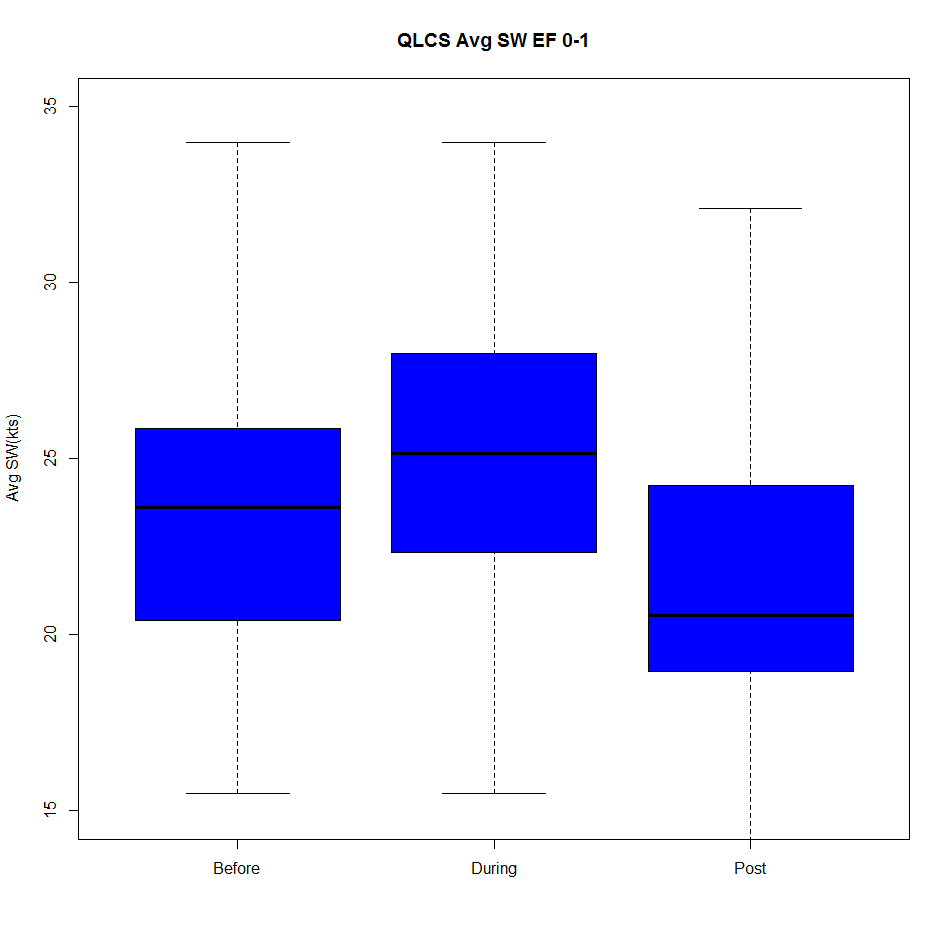 QLCS Avg SW EF 0-1
35
30
25
20
15
Avg SW(kts)
Before
During
Post